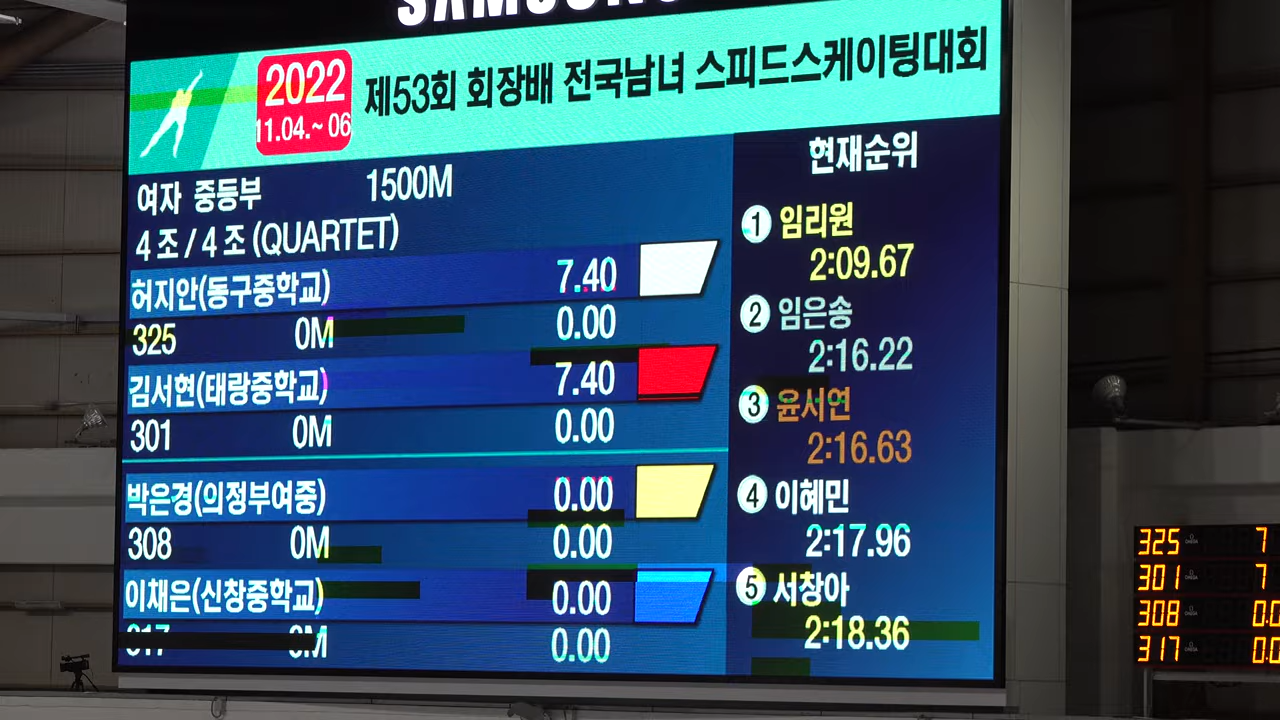 SAMSUNG
2022
11.04.~ 06
제53회 회장배 전국남녀 스피드스케이팅대회
여자 중등부 1500M
4 조 / 4 조 (QUARTET)
허지안(동구중학교) 7.40
325 0M 0.00
김서현(태랑중학교) 7.40
301 0M 0.00
박은경(의정부여중) 0.00
308 0M 0.00
이채은(신창중학교) 0.00
317 0M 0.00
현재순위
1 임리원
2:09.67
2 임은송
2:16.22
3 윤서연
2:16.63
4 이혜민
2:17.96
5 서창아
2:18.36
325 7
301 7
308 0.0
317 0.0